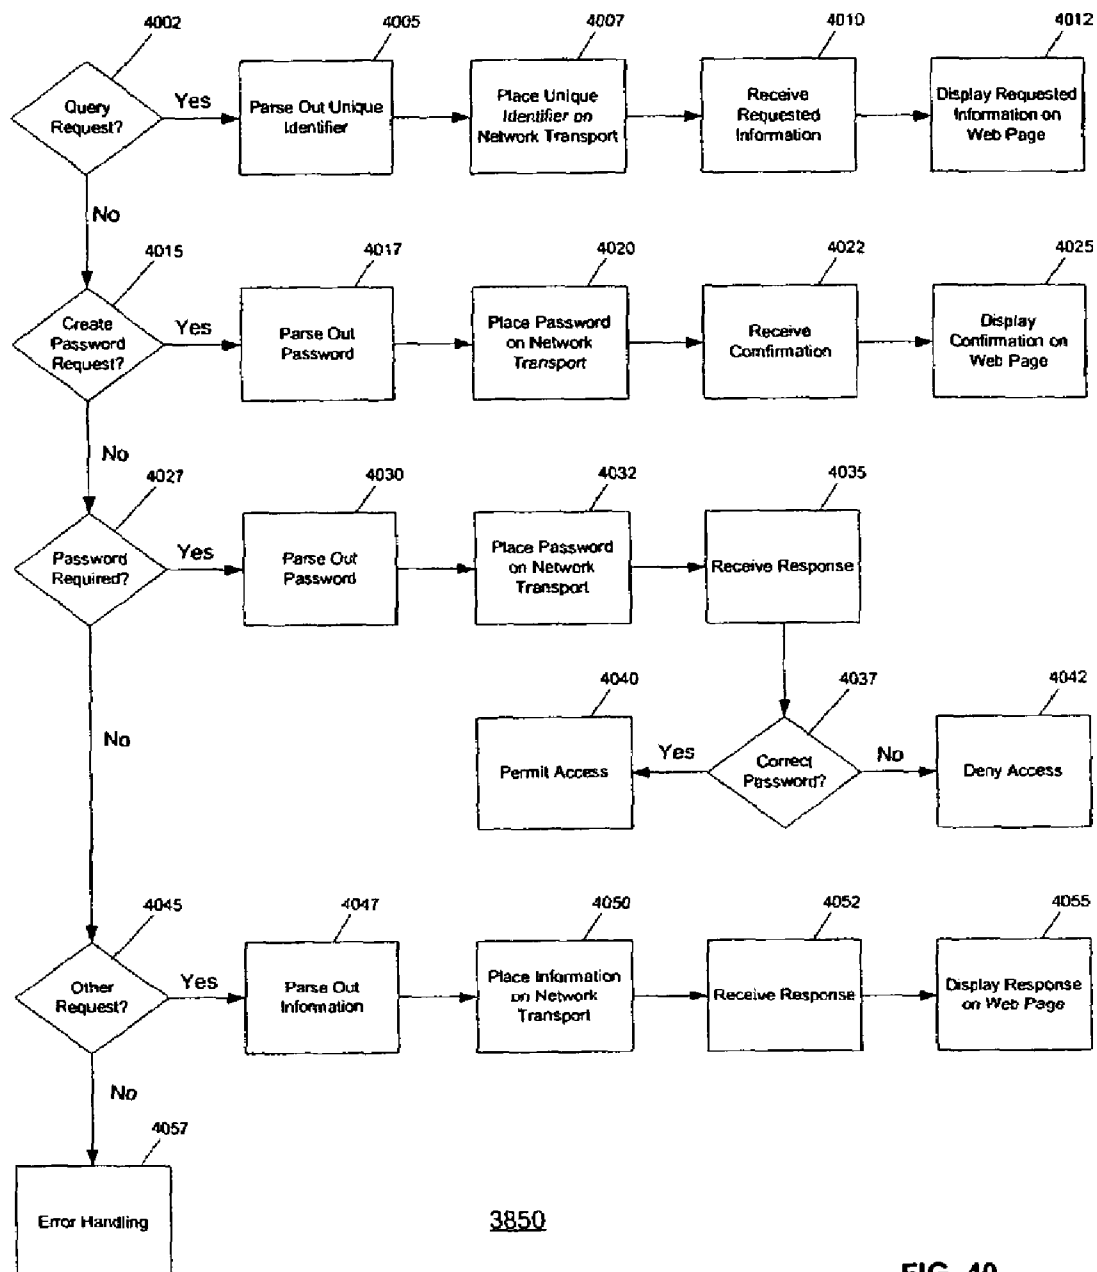 4002
4005
4007
4010
4012
Query
Request?
Yes
Parse Out Unique
Identifier
Place Unique
Identifier on
Network Transport
Receive
Requested
Information
Display Requested
Information on
Web Page
No
4015
4017
4020
4022
4025
Create
Password
Request?
Yes
Parse Out
Password
Place Password
on Network
Transport
Receive
Comfirmation
Display
Confirmation on
Web Page
No
4027
4030
4032
4035
Password
Required?
Yes
Parse Out
Password
Place Password
on Network
Transport
Receive Response
4040
4037
4042
No
Permit Access
Yes
Correct
Password?
No
Deny Access
4045
4047
4050
4052
4055
Other
Request?
Yes
Parse Out
Information
Place Information
on Network
Transport
Receive Response
Display Response
on Web Page
No
4057
Error Handling
3850
FIG. 40